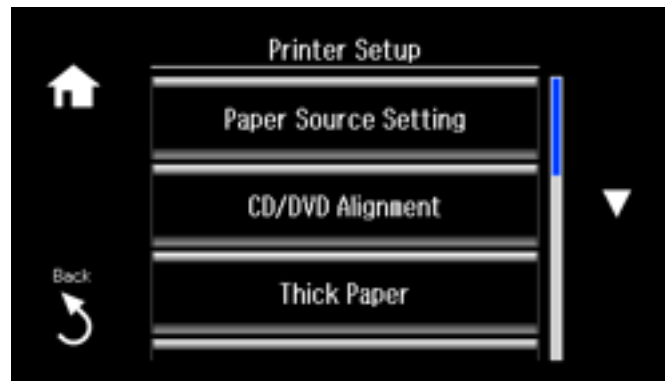 Printer Setup
Paper Source Setting
CD/DVD Alignment
Thick Paper
Back